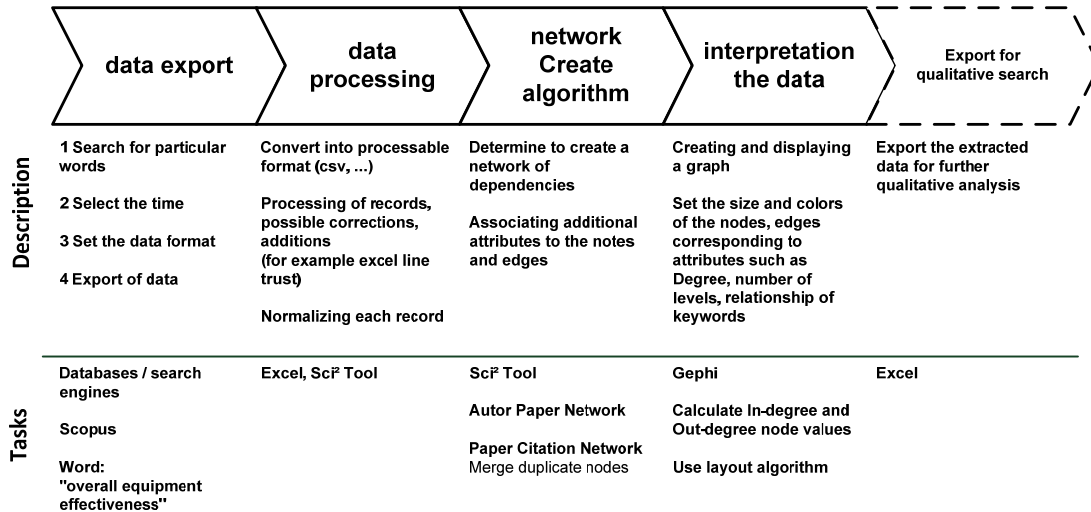 data export
data
processing
network
Create
algorithm
interpretation
the data
Export for
qualitative search
Description
1 Search for particular
words
2 Select the time
3 Set the data format
4 Export of data
Convert into processable
format (csv, ...)
Processing of records,
possible corrections,
additions
(for example excel line
trust)
Normalizing each record
Determine to create a
network of
dependencies
Associating additional
attributes to the notes
and edges
Creating and displaying
a graph
Set the size and colors
of the nodes, edges
corresponding to
attributes such as
Degree, number of
levels, relationship of
keywords
Export the extracted
data for further
qualitative analysis
Tasks
Databases / search
engines
Scopus
Word:
"overall equipment
effectiveness"
Excel, Sci² Tool
Sci² Tool
Autor Paper Network
Paper Citation Network
Merge duplicate nodes
Gephi
Calculate In-degree and
Out-degree node values
Use layout algorithm
Excel